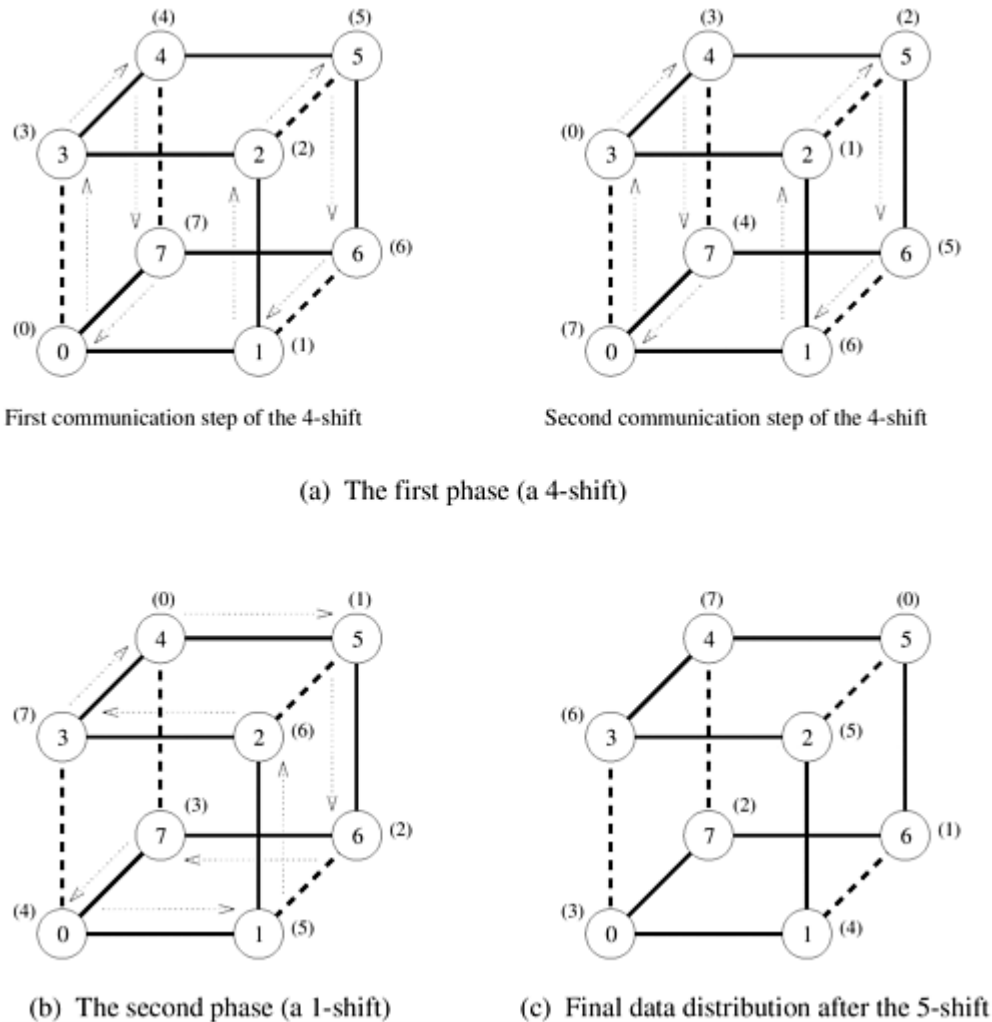 (4) (5) (3) (2)
4 5 4 5
(3) (0)
3 2 (2) 3 2 (1)
(7) (4)
7 6 (6) 7 6 (5)
(0) (7)
0 1 (1) 0 1 (6)
First communication step of the 4-shift
Second communication step of the 4-shift
(a) The first phase (a 4-shift)
(0) (1) (7) (0)
4 5 4 5
(7) (6)
3 2 (6) 3 2 (5)
(3) (2)
7 6 (2) 7 6 (1)
(4) (3)
0 1 (5) 0 1 (4)
(b) The second phase (a 1-shift)
(c) Final data distribution after the 5-shift